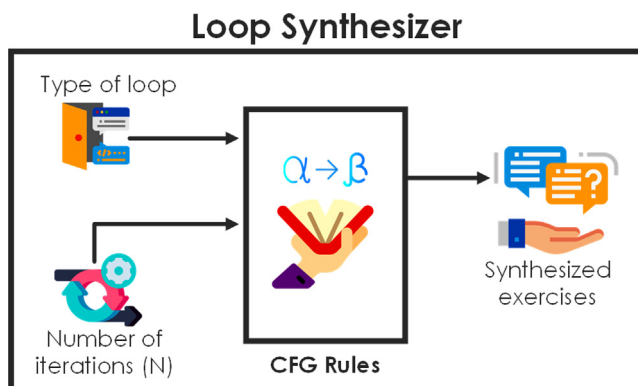 Loop Synthesizer
Type of loop
α→β
Number of
iterations (N)
CFG Rules
?
Synthesized
exercises